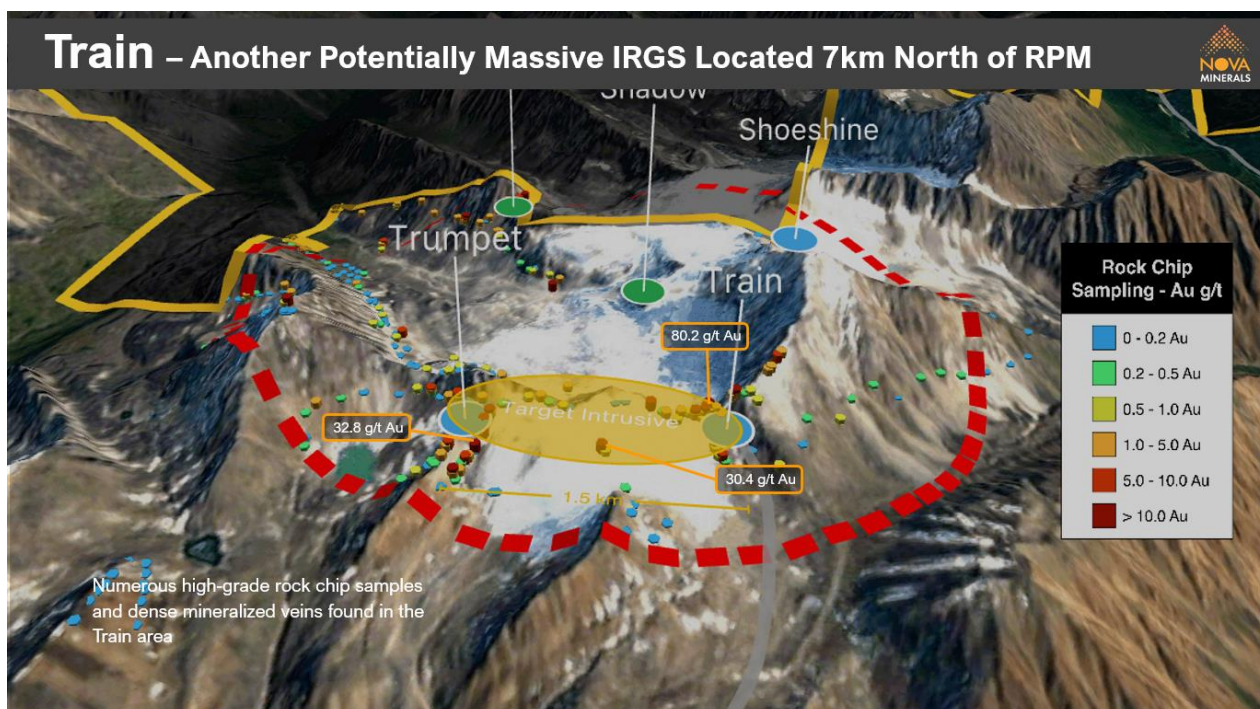 Train – Another Potentially Massive IRGS Located 7km North of RPM
NOVA
MINERALS
Shadow
Shoeshine
Trumpet
Train
80.2 g/t Au
Target Intrusive
32.8 g/t Au
30.4 g/t Au
1.5 km
Rock Chip
Sampling - Au g/t
0 - 0.2 Au
0.2 - 0.5 Au
0.5 - 1.0 Au
1.0 - 5.0 Au
5.0 - 10.0 Au
> 10.0 Au
Numerous high-grade rock chip samples
and dense mineralized veins found in the
Train area